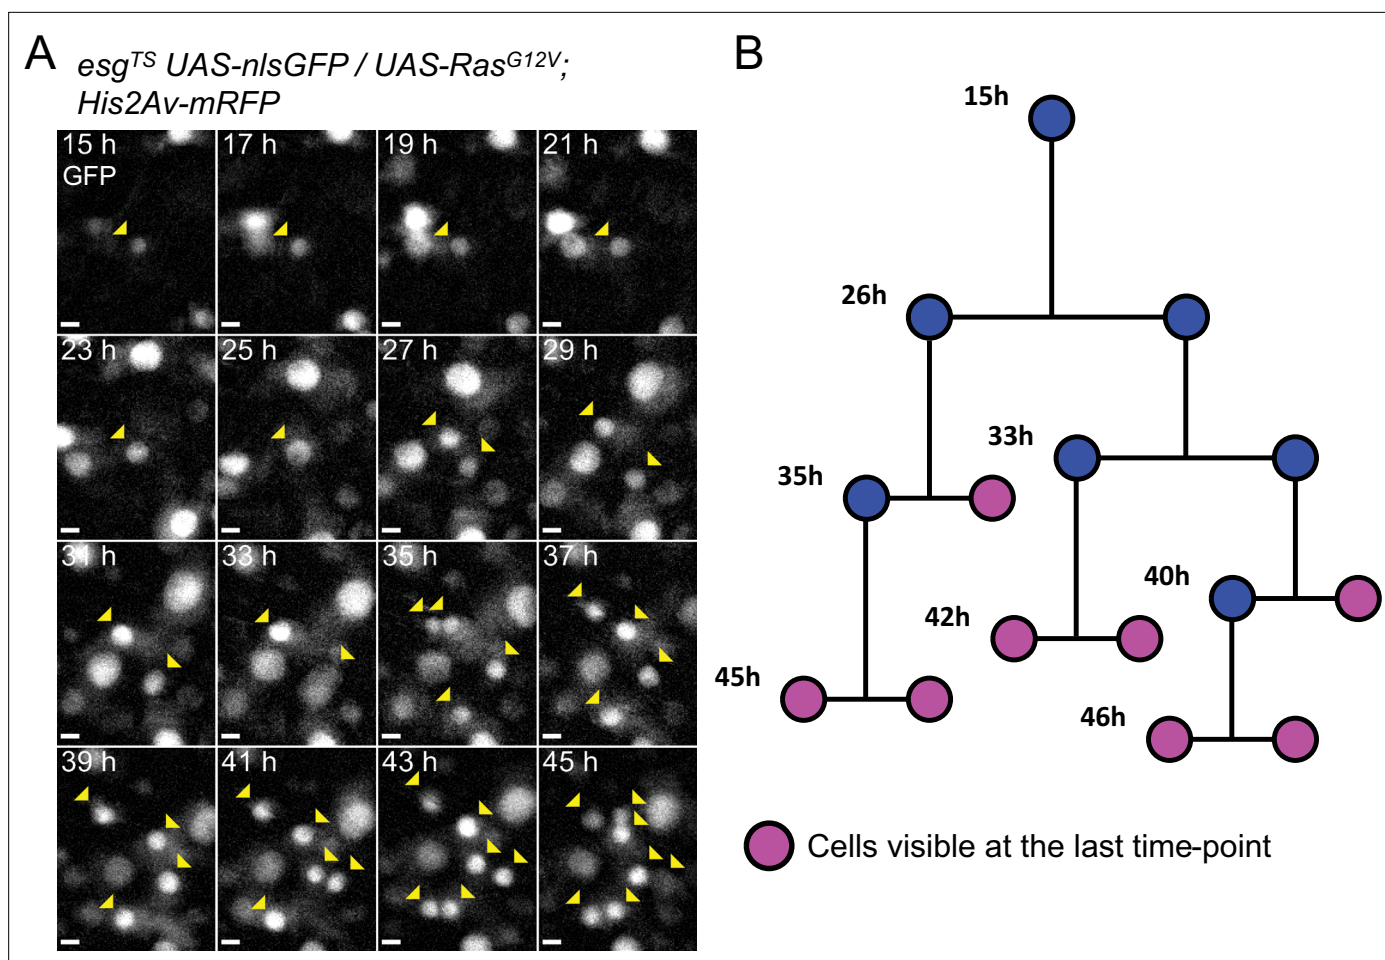 A
esgTS UAS-nlsGFP / UAS-RasG12V;
His2Av-mRFP
15 h
GFP
17 h
19 h
21 h
23 h
25 h
27 h
29 h
31 h
33 h
35 h
37 h
39 h
41 h
43 h
45 h
B
15h
26h
33h
35h
40h
42h
45h
46h
Cells visible at the last time-point